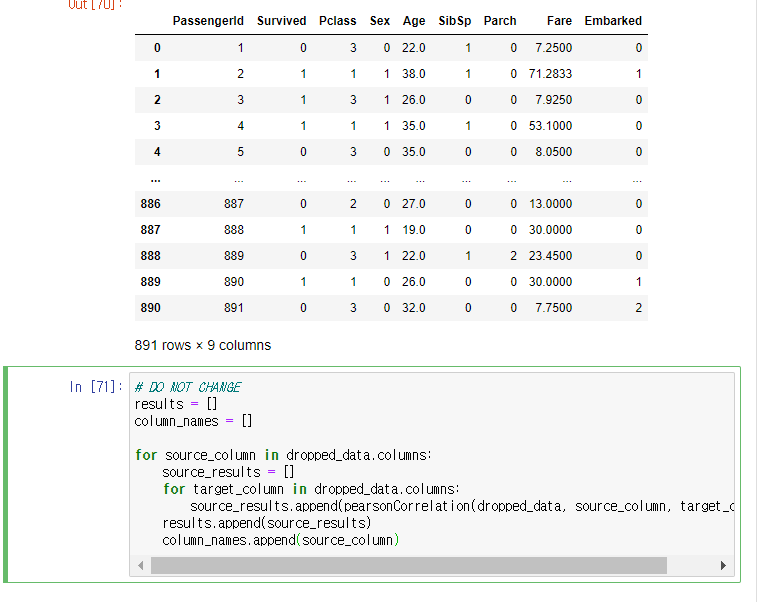 Out [70]:
PassengerId Survived Pclass Sex Age SibSp Parch Fare Embarked
0 1 0 3 0 22.0 1 0 7.2500 0
1 2 1 1 1 38.0 1 0 71.2833 1
2 3 1 3 1 26.0 0 0 7.9250 0
3 4 1 1 1 35.0 1 0 53.1000 0
4 5 0 3 0 35.0 0 0 8.0500 0
... ... ... ... ... ... ... ... ... ...
886 887 0 2 0 27.0 0 0 13.0000 0
887 888 1 1 1 19.0 0 0 30.0000 0
888 889 0 3 1 22.0 1 2 23.4500 0
889 890 1 1 0 26.0 0 0 30.0000 1
890 891 0 3 0 32.0 0 0 7.7500 2
891 rows × 9 columns
In [71]: # DO NOT CHANGE
results = []
column_names = []
for source_column in dropped_data.columns:
source_results = []
for target_column in dropped_data.columns:
source_results.append(pearsonCorrelation(dropped_data, source_column, target_c
results.append(source_results)
column_names.append(source_column)